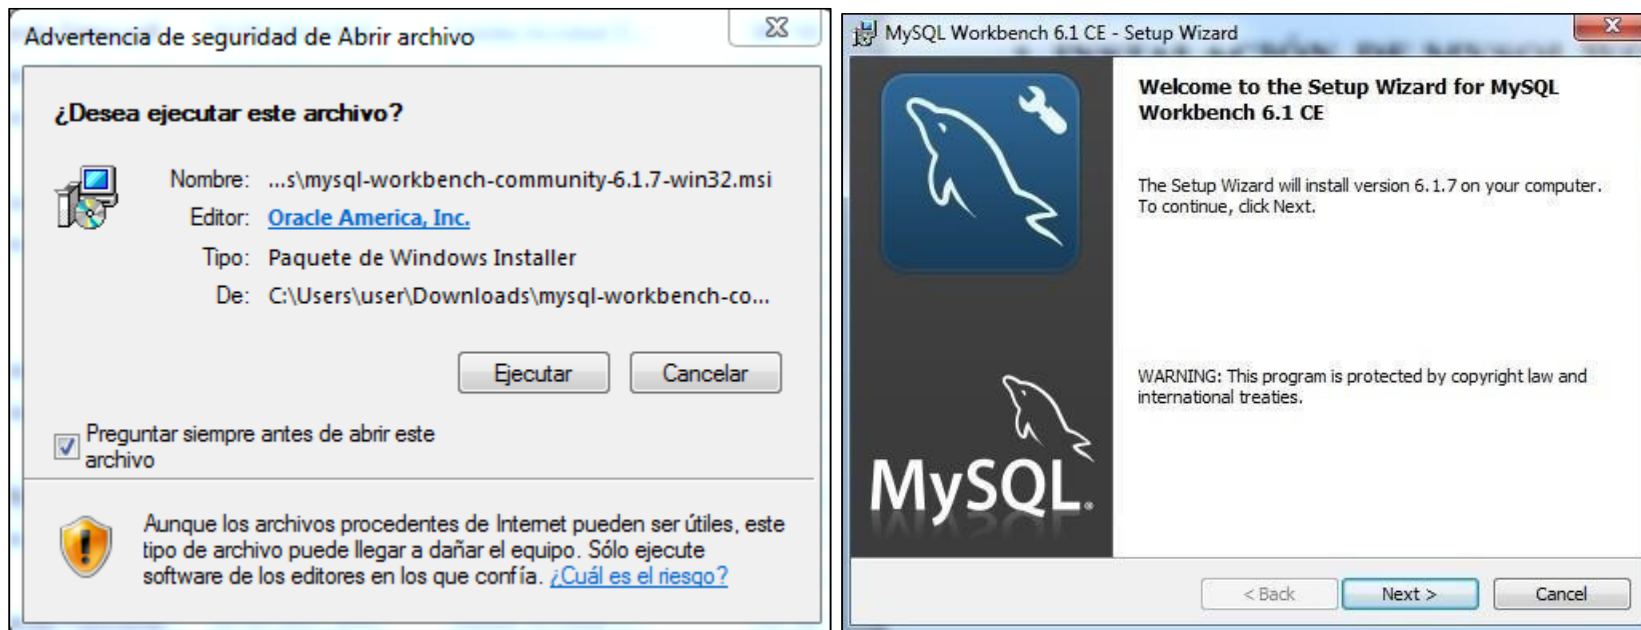 Advertencia de seguridad de Abrir archivo
¿Desea ejecutar este archivo?
Nombre: ...s\mysql-workbench-community-6.1.7-win32.msi
Editor: Oracle America, Inc.
Tipo: Paquete de Windows Installer
De: C:\Users\user\Downloads\mysql-workbench-co...
Ejecutar Cancelar
Preguntar siempre antes de abrir este
archivo
Aunque los archivos procedentes de Internet pueden ser útiles, este
tipo de archivo puede llegar a dañar el equipo. Sólo ejecute
software de los editores en los que confía. ¿Cuál es el riesgo?
MySQL Workbench 6.1 CE - Setup Wizard
Welcome to the Setup Wizard for MySQL
Workbench 6.1 CE
The Setup Wizard will install version 6.1.7 on your computer.
To continue, click Next.
WARNING: This program is protected by copyright law and
international treaties.
MySQL®
< Back Next > Cancel